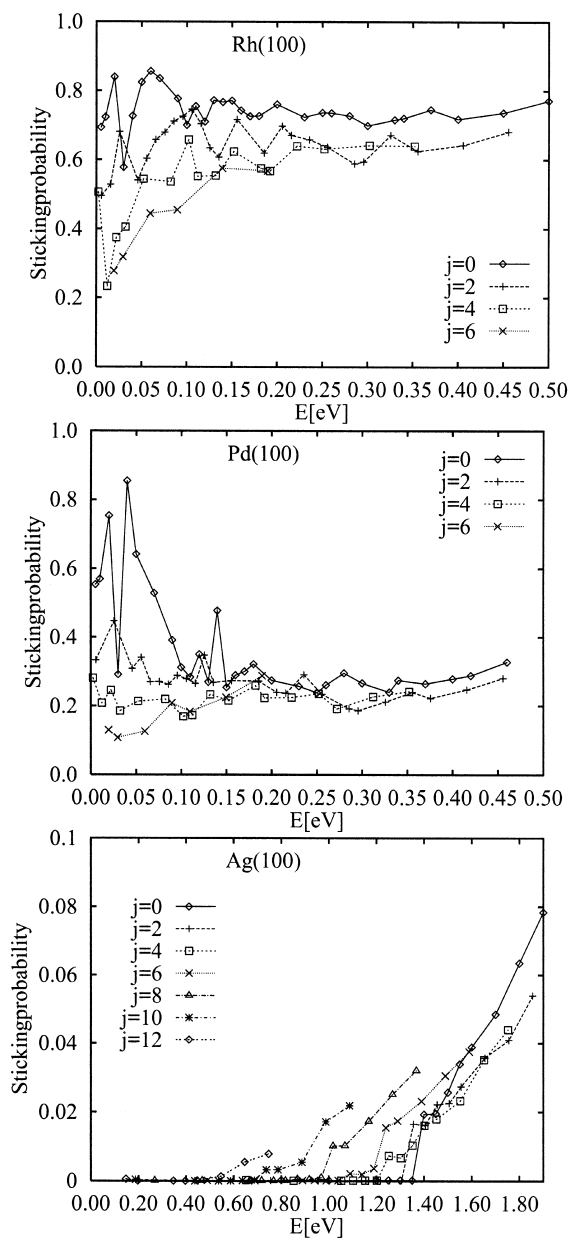 Rh(100)
Stickingprobability
1.0
0.8
0.6
0.4
0.2
0.0
j=0
j=2
j=4
j=6
0.00 0.05 0.10 0.15 0.20 0.25 0.30 0.35 0.40 0.45 0.50
E[eV]
Pd(100)
Stickingprobability
1.0
0.8
0.6
0.4
0.2
0.0
j=0
j=2
j=4
j=6
0.00 0.05 0.10 0.15 0.20 0.25 0.30 0.35 0.40 0.45 0.50
E[eV]
Ag(100)
Stickingprobability
0.1
0.08
0.06
0.04
0.02
0
j=0
j=2
j=4
j=6
j=8
j=10
j=12
0.00 0.20 0.40 0.60 0.80 1.00 1.20 1.40 1.60 1.80
E[eV]